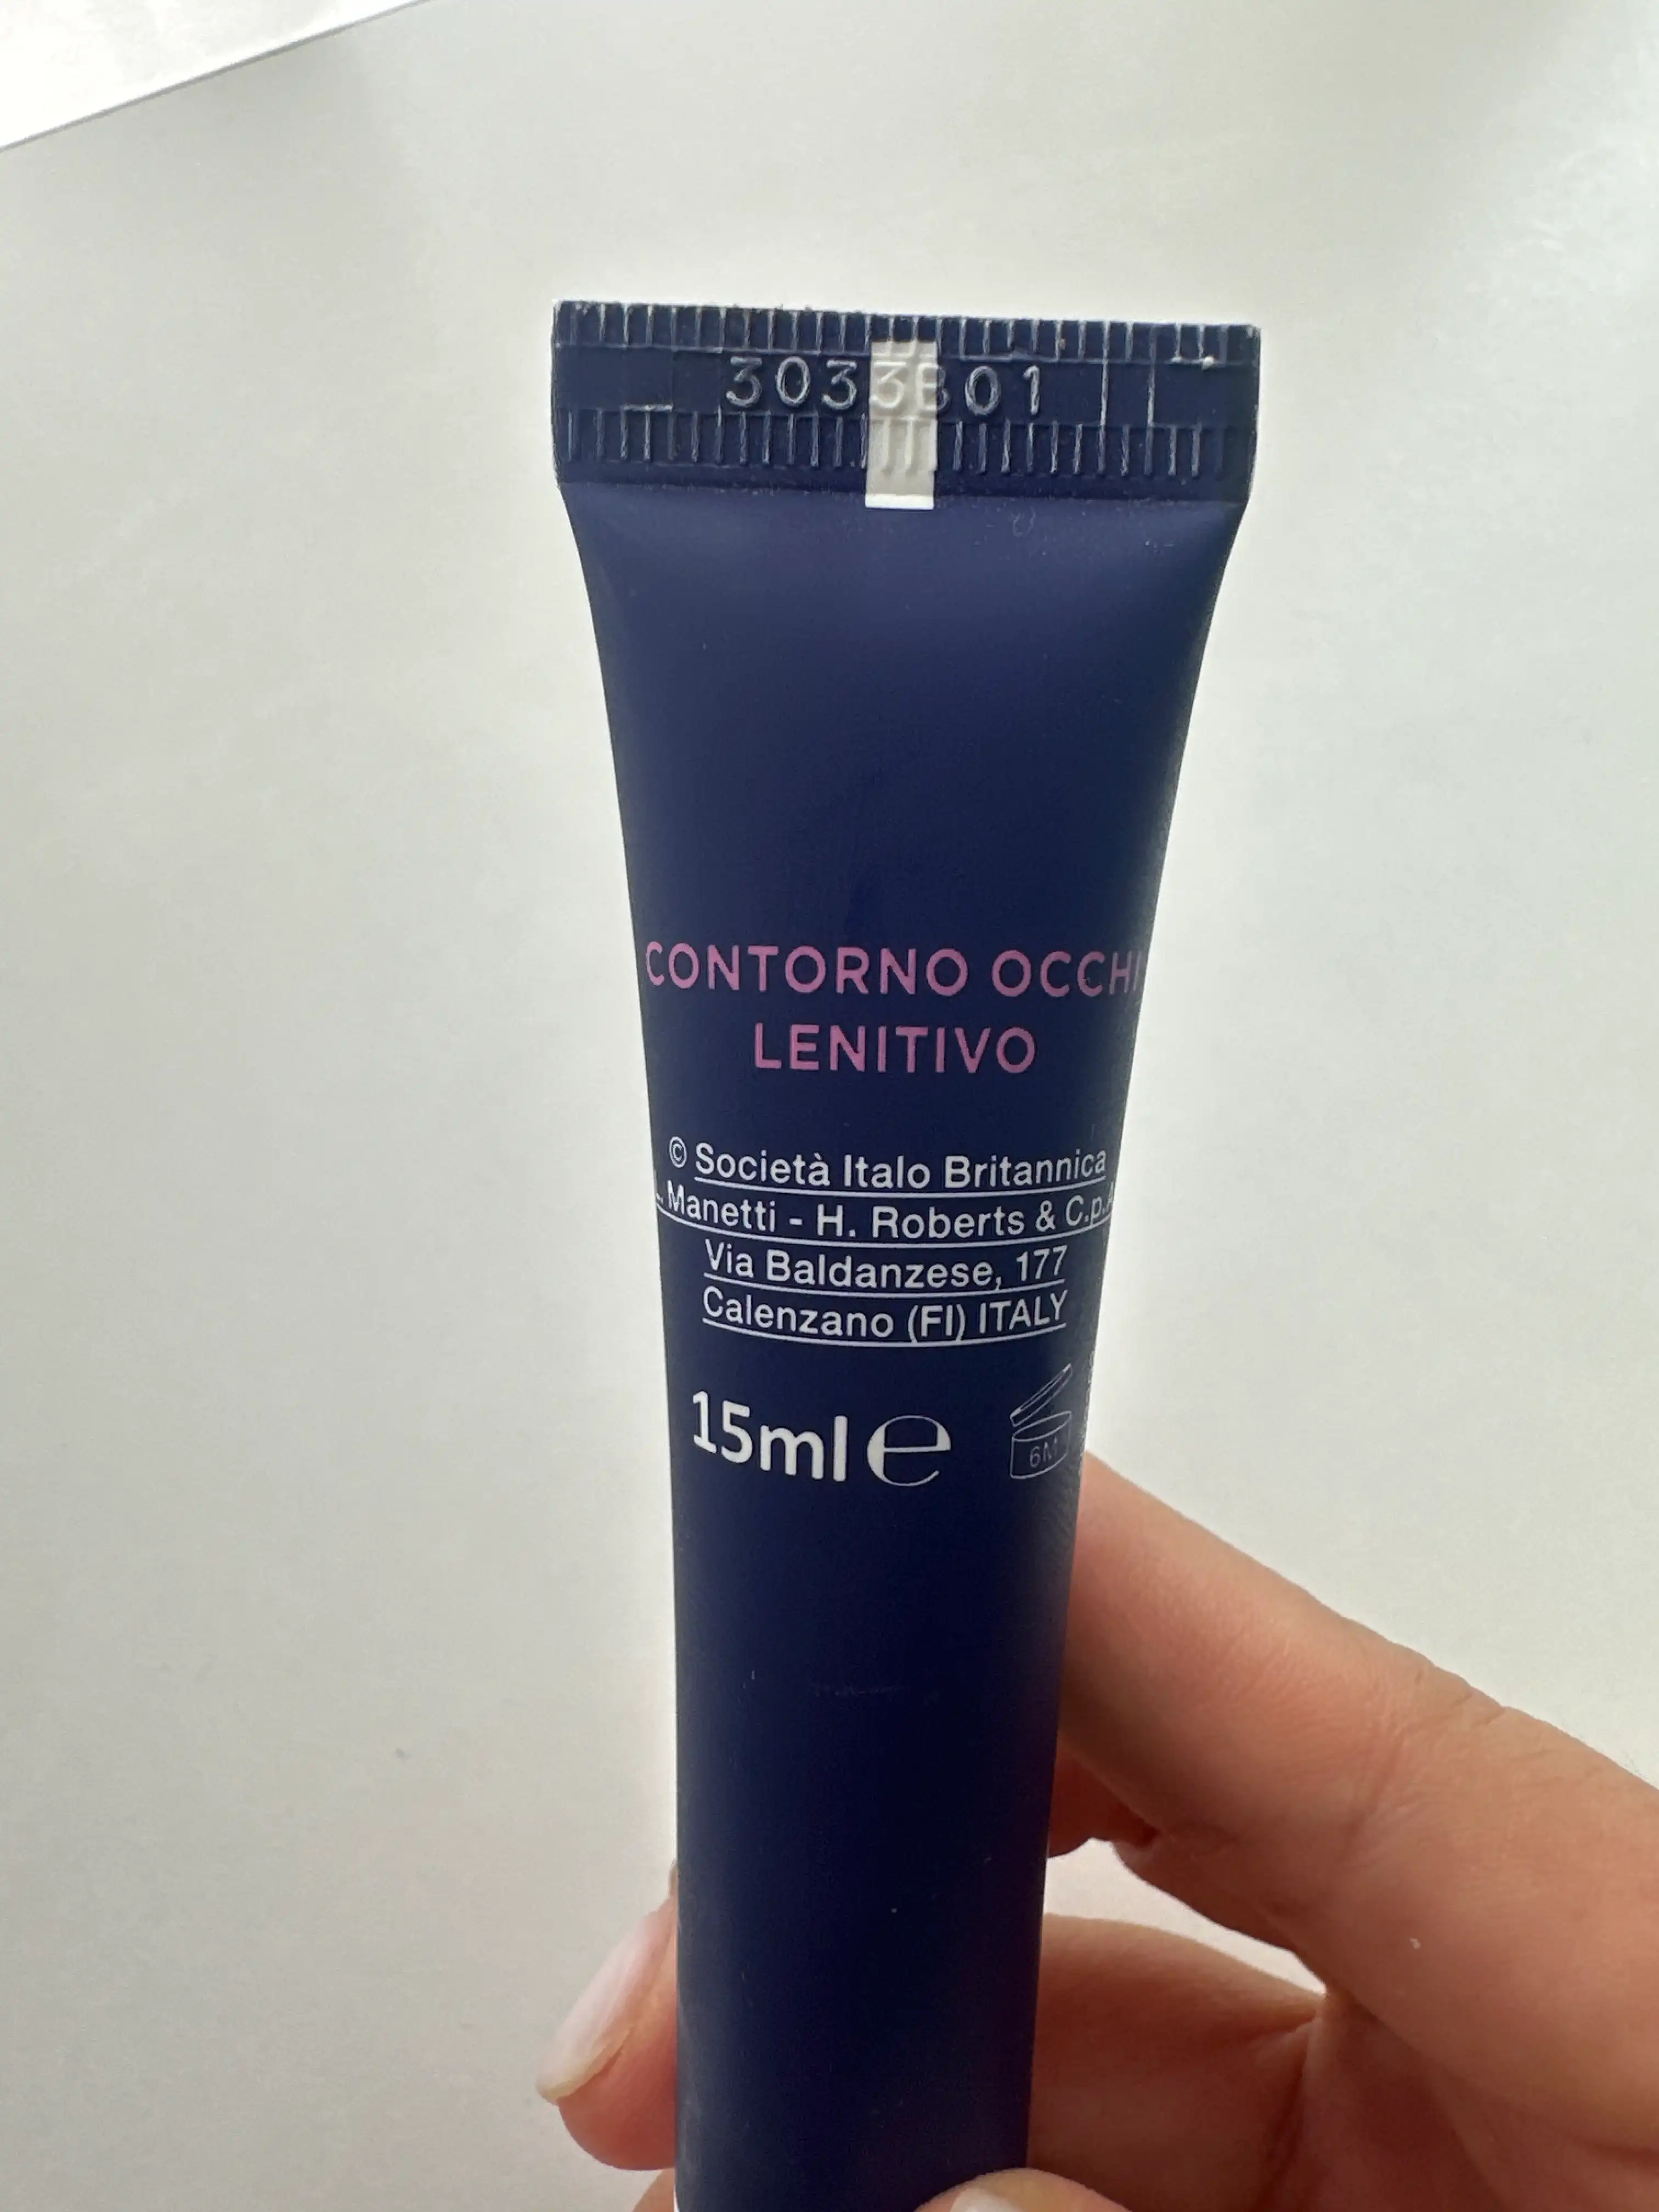 3033B01
CONTORNO OCCHI
LENITIVO
© Società Italo Britannica
L. Manetti - H. Roberts & C.p.A
Via Baldanzese, 177
Calenzano (FI) ITALY
15ml e
6M